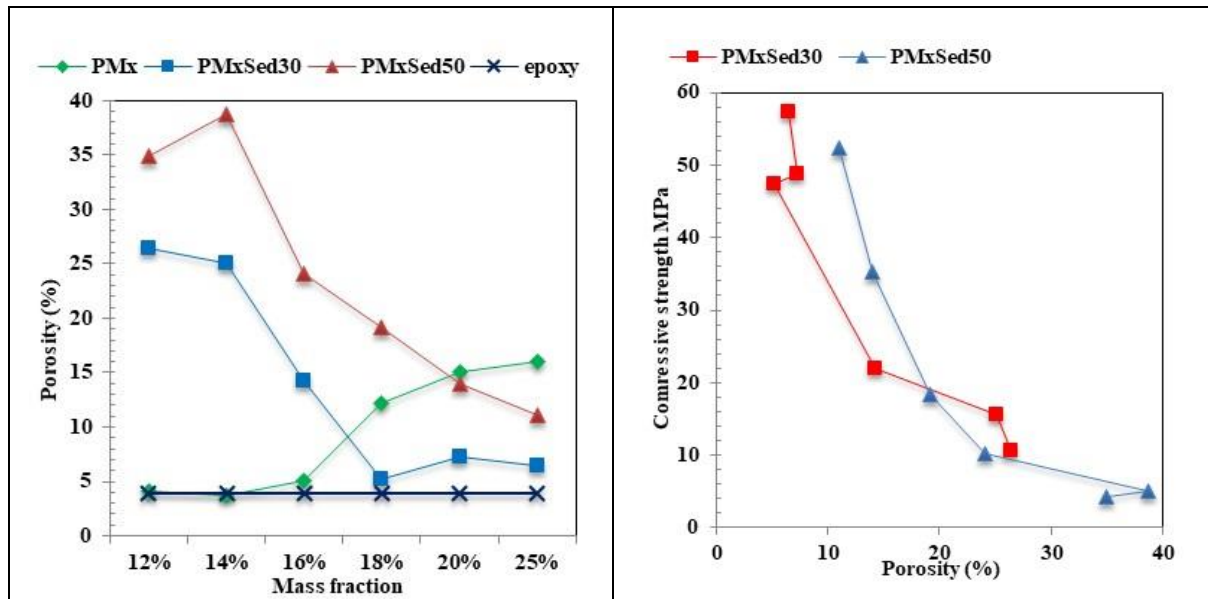 PMx PMxSed30 PMxSed50 epoxy
40
35
30
25
20
15
10
5
0
Porosity (%)
12% 14% 16% 18% 20% 25%
Mass fraction
PMxSed30 PMxSed50
60
50
40
30
20
10
0
Comressive strength MPa
0 10 20 30 40
Porosity (%)